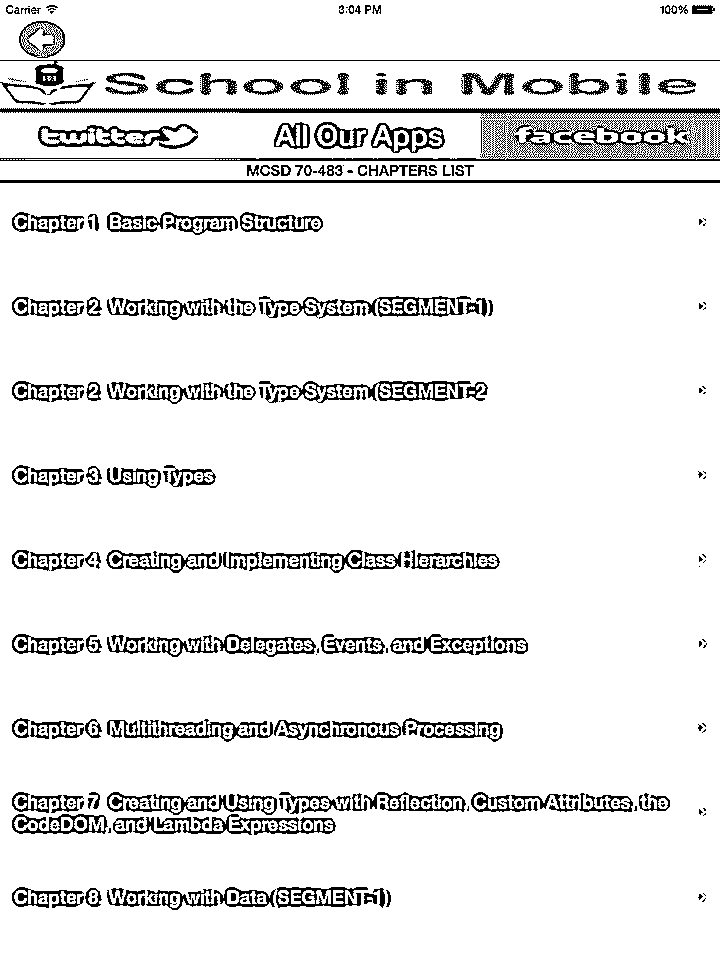 Carrier 3:04 PM 100%
School in Mobile
twitter All Our Apps facebook
MCSD 70-483 - CHAPTERS LIST
Chapter 1 Basic Program Structure
Chapter 2 Working with the Type System (SEGMENT-1)
Chapter 2 Working with the Type System (SEGMENT-2
Chapter 3 Using Types
Chapter 4 Creating and Implementing Class Hierarchies
Chapter 5 Working with Delegates, Events, and Exceptions
Chapter 6 Multithreading and Asynchronous Processing
Chapter 7 Creating and Using Types with Reflection, Custom Attributes, the
CodeDOM, and Lambda Expressions
Chapter 8 Working with Data (SEGMENT-1)